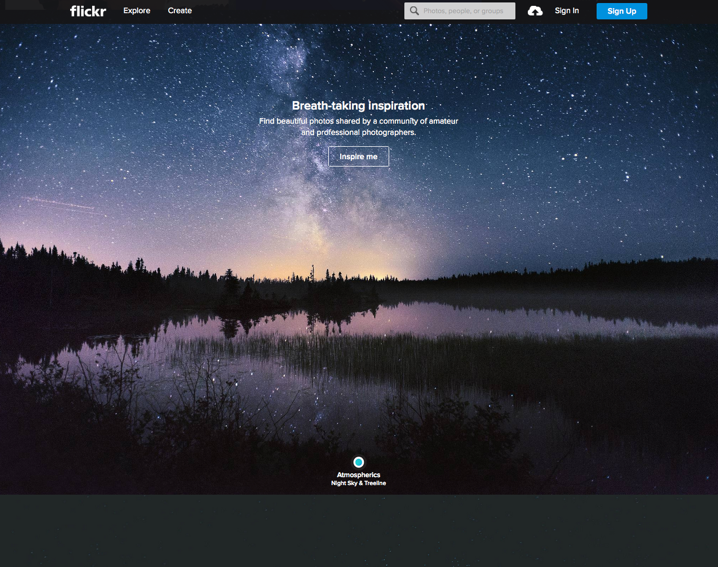 flickr
Explore
Create
Photos, people, or groups
Sign In
Sign Up
Breath-taking inspiration
Find beautiful photos shared by a community of amateur
and professional photographers.
Inspire me
Atmospherics
Night Sky & Treeline